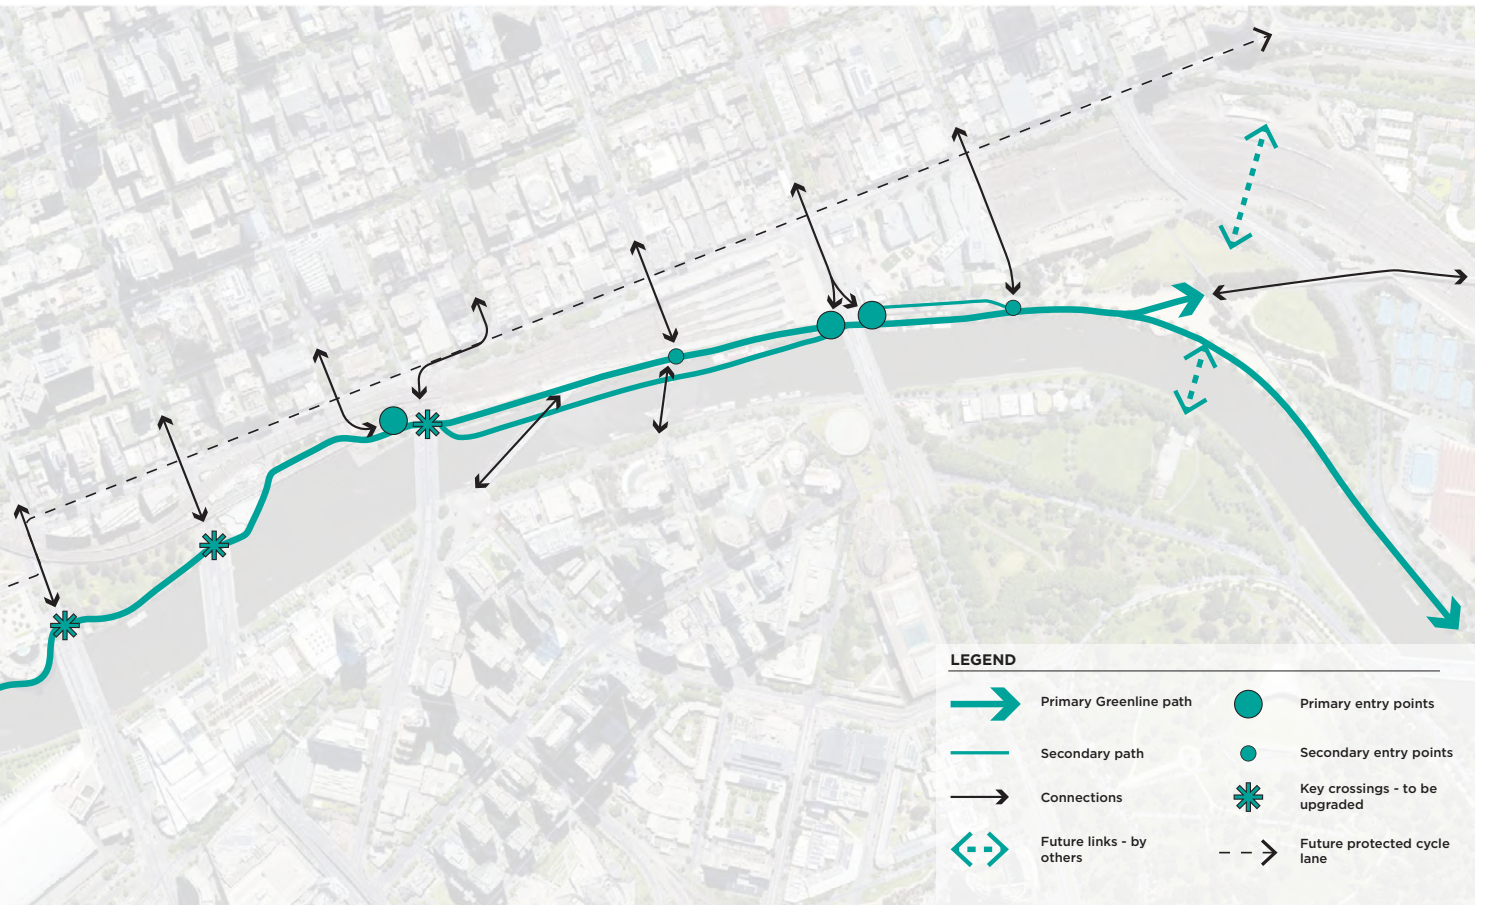 LEGEND
Primary Greenline path
Primary entry points
Secondary path
Secondary entry points
Connections
Key crossings - to be
upgraded
Future links - by
others
Future protected cycle
lane